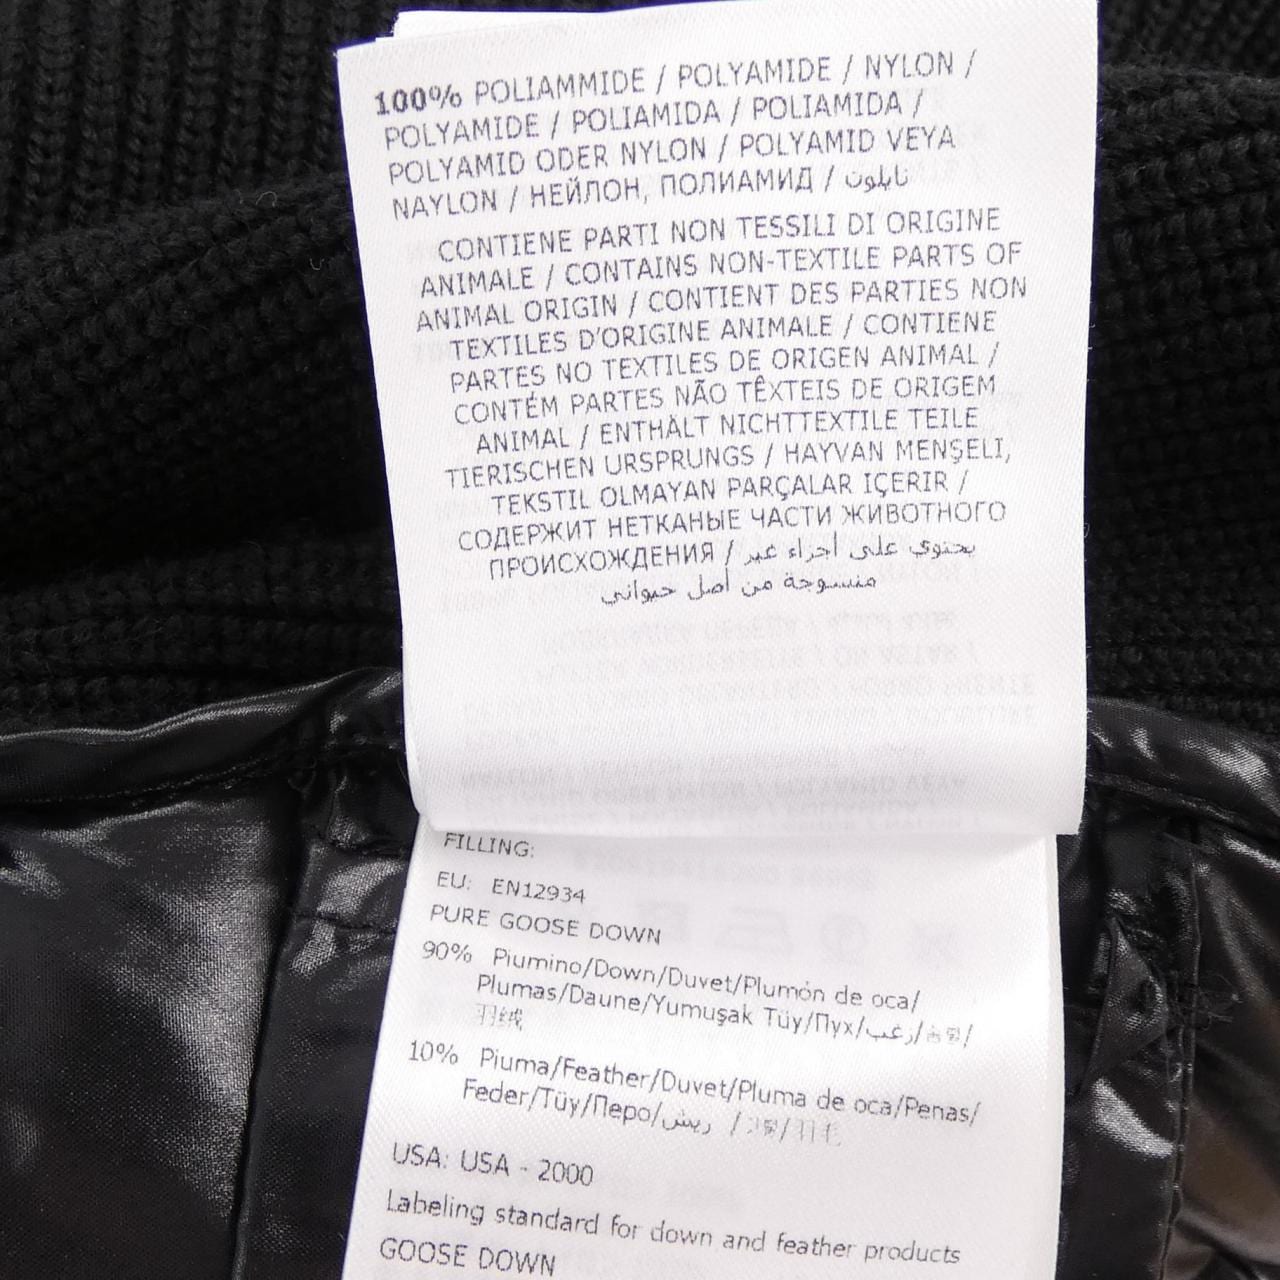 100% POLIAMMIDE / POLYAMIDE / NYLON /
POLYAMIDE / POLIAMIDA / POLIAMIDA /
POLYAMID ODER NYLON / POLYAMID VEYA
NAYLON / НЕЙЛОН, ПОЛИАМИД / نايلون
CONTIENE PARTI NON TESSILI DI ORIGINE
ANIMALE / CONTAINS NON-TEXTILE PARTS OF
ANIMAL ORIGIN / CONTIENT DES PARTIES NON
TEXTILES D'ORIGINE ANIMALE / CONTIENE
PARTES NO TEXTILES DE ORIGEN ANIMAL /
CONTÉM PARTES NÃO TÊXTEIS DE ORIGEM
ANIMAL / ENTHÄLT NICHTTEXTILE TEILE
TIERISCHEN URSPRUNGS / HAYVAN MENŞELİ,
TEKSTIL OLMAYAN PARÇALAR IÇERIR /
СОДЕРЖИТ НЕТКАНЫЕ ЧАСТИ ЖИВОТНОГО
ПРОИСХОЖДЕНИЯ / يحتوي على أجزاء غير
منسوجة من أصل حيواني
FILLING:
EU: EN12934
PURE GOOSE DOWN
90% Piumino/Down/Duvet/Plumón de oca/
Plumas/Daune/Yumuşak Tüy/Пух/زغب/
羽绒
10% Piuma/Feather/Duvet/Pluma de oca/Penas/
Feder/Tüy/Перо/ريش / /羽毛
USA: USA - 2000
Labeling standard for down and feather products
GOOSE DOWN